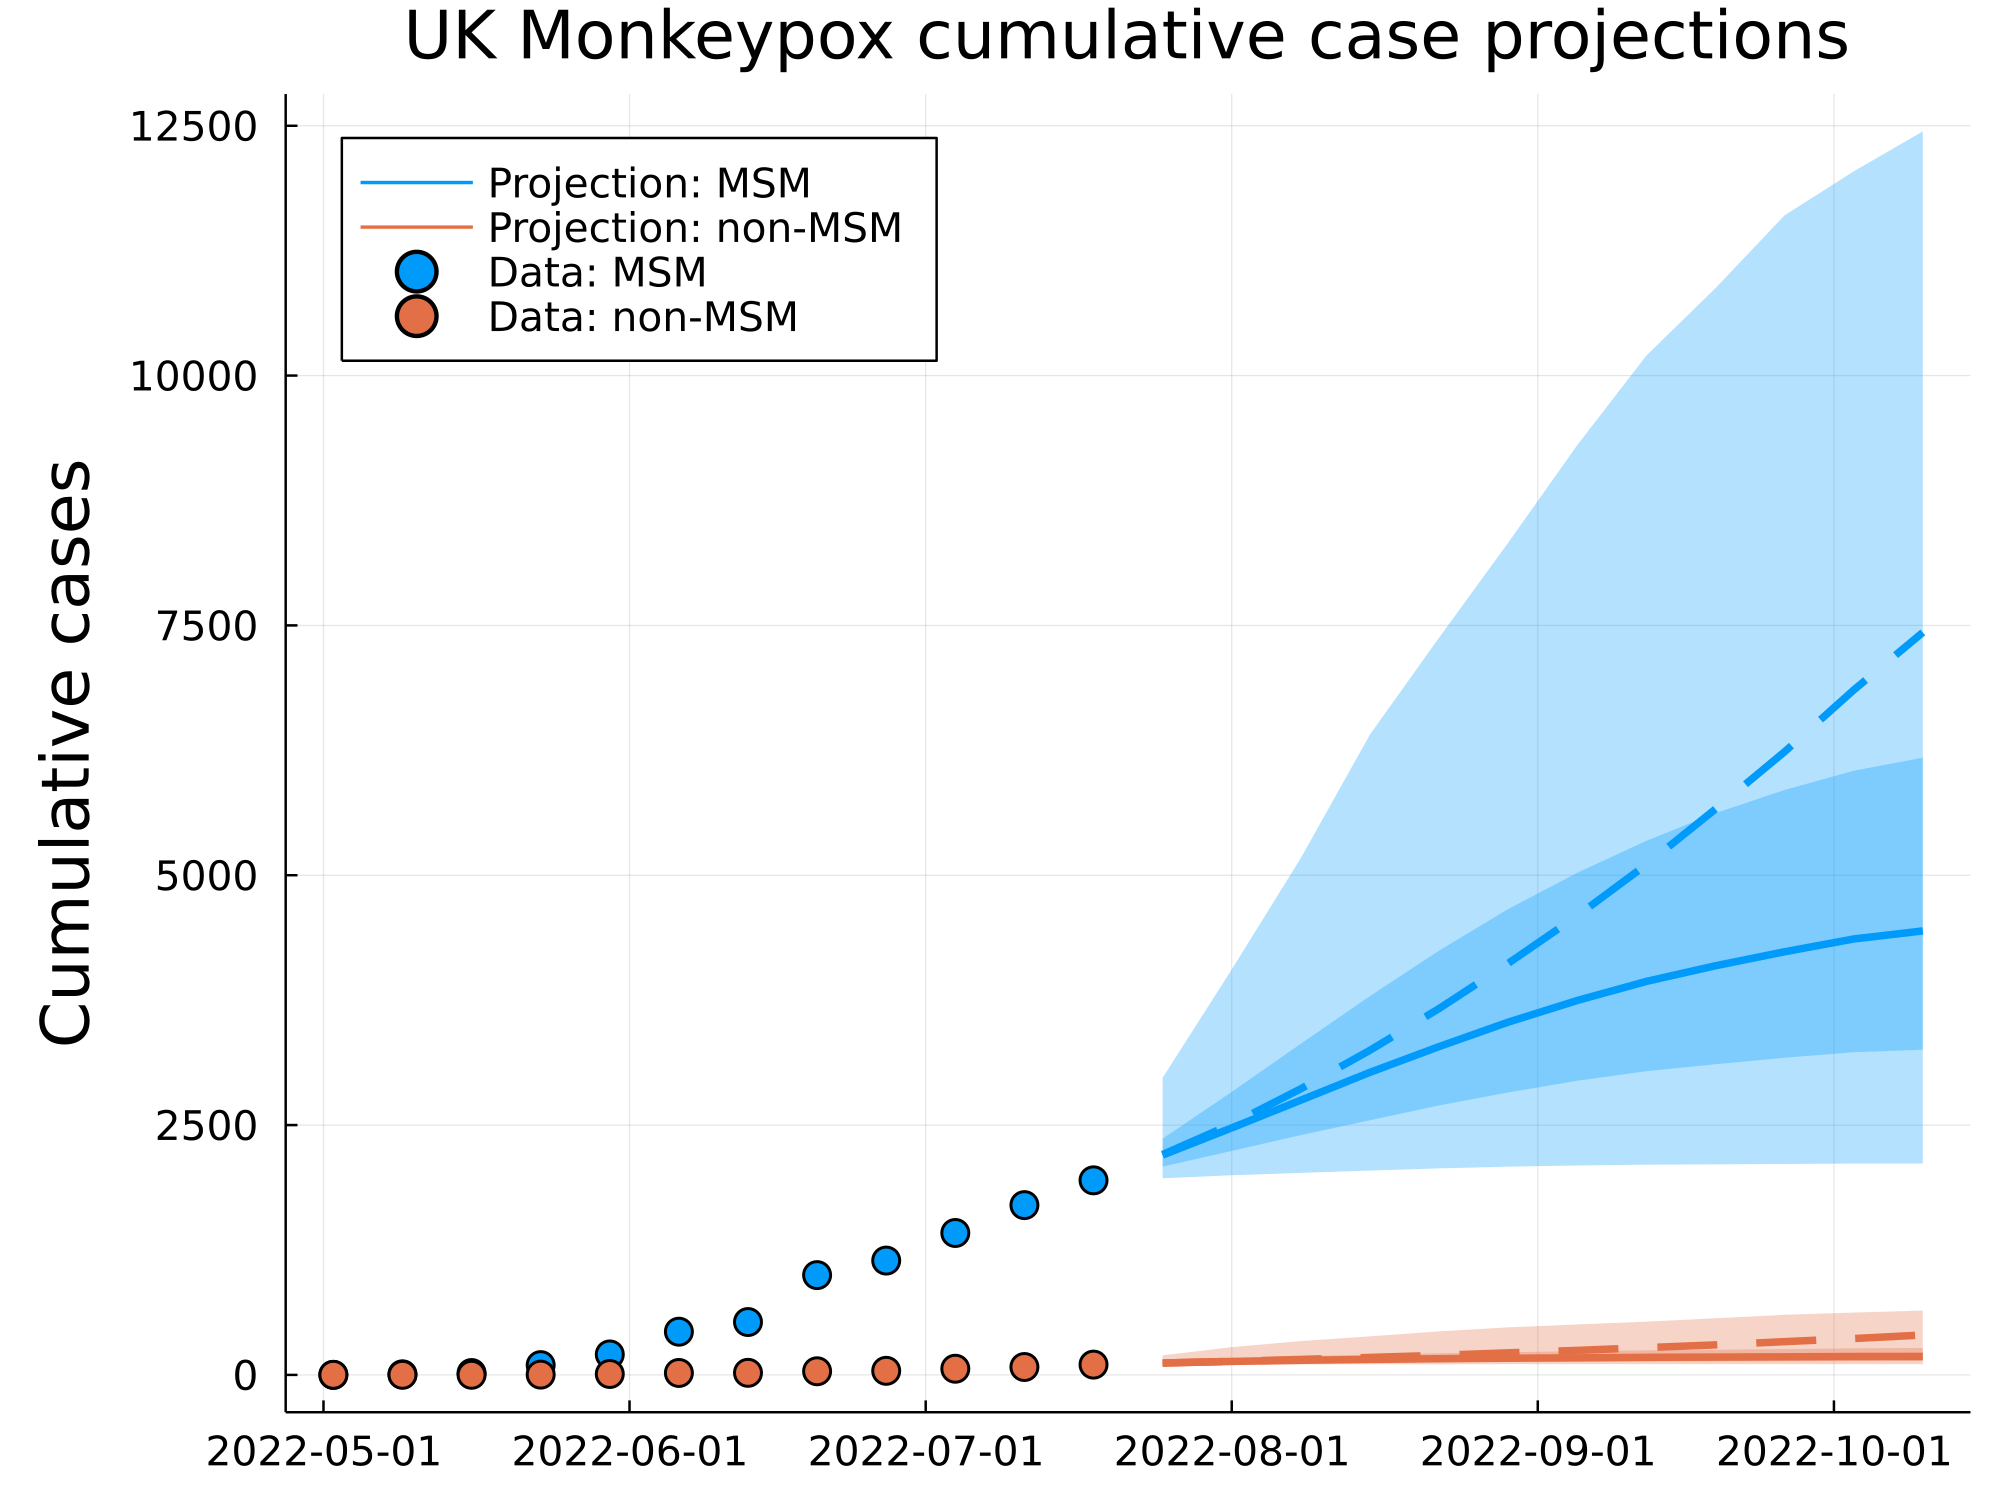 UK Monkeypox cumulative case projections
12500
10000
7500
5000
2500
0
Cumulative cases
Projection: MSM
Projection: non-MSM
Data: MSM
Data: non-MSM
2022-05-01
2022-06-01
2022-07-01
2022-08-01
2022-09-01
2022-10-01